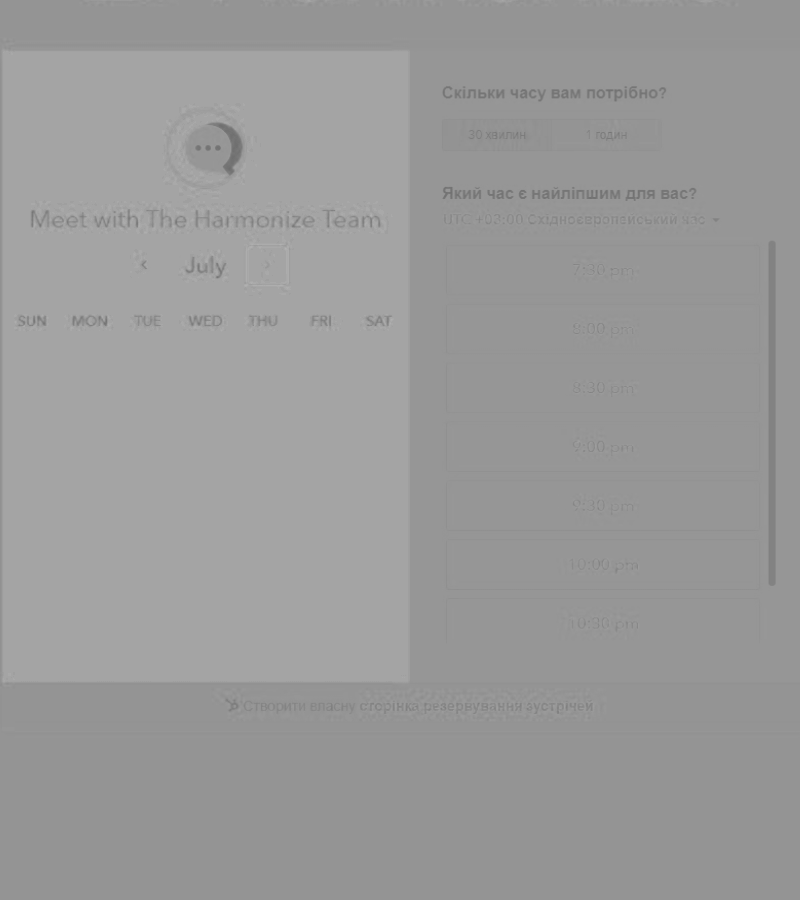 Meet with The Harmonize Team
July
SUN MON TUE WED THU FRI SAT
Скільки часу вам потрібно?
30 хвилин 1 годин
Який час є найліпшим для вас?
UTC +03:00 Східноєвропейський час
7:30 pm
8:00 pm
8:30 pm
9:00 pm
9:30 pm
10:00 pm
10:30 pm
Створити власну сторінка резервування зустрічей